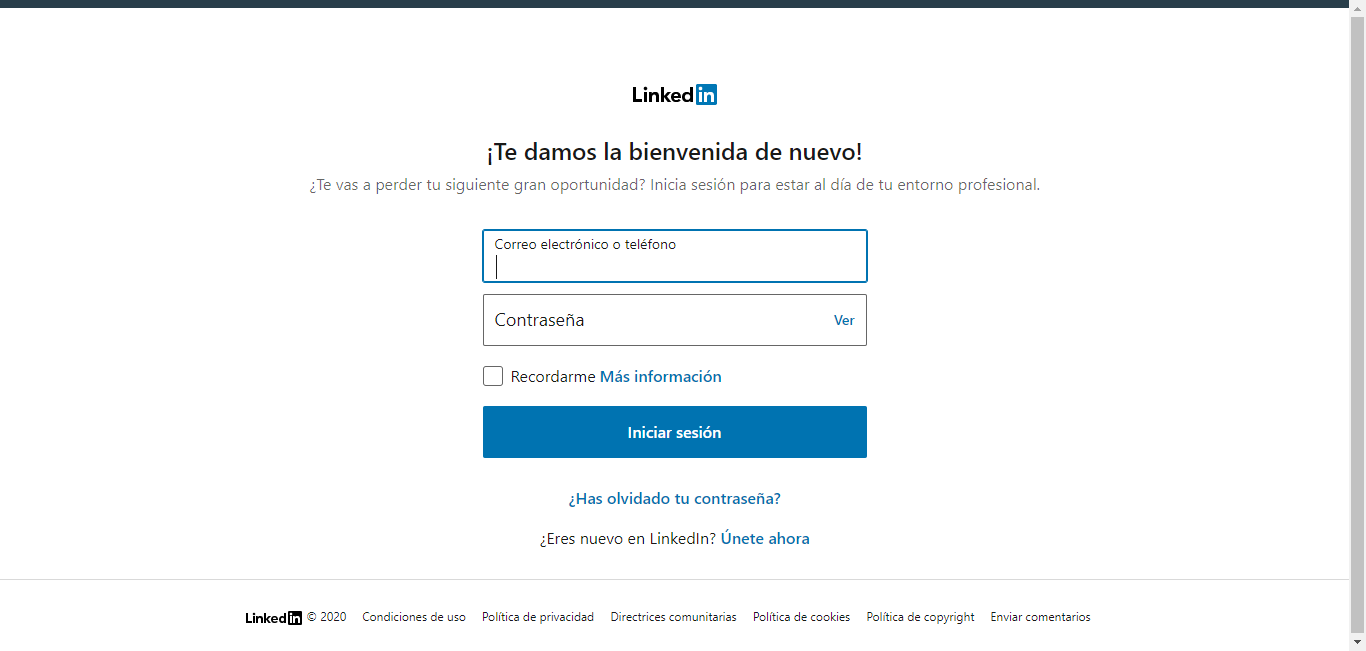 LinkedIn
¡Te damos la bienvenida de nuevo!
¿Te vas a perder tu siguiente gran oportunidad? Inicia sesión para estar al día de tu entorno profesional.
Correo electrónico o teléfono
Contraseña Ver
Recordarme Más información
Iniciar sesión
¿Has olvidado tu contraseña?
¿Eres nuevo en LinkedIn? Únete ahora
LinkedIn © 2020 Condiciones de uso Política de privacidad Directrices comunitarias Política de cookies Política de copyright Enviar comentarios